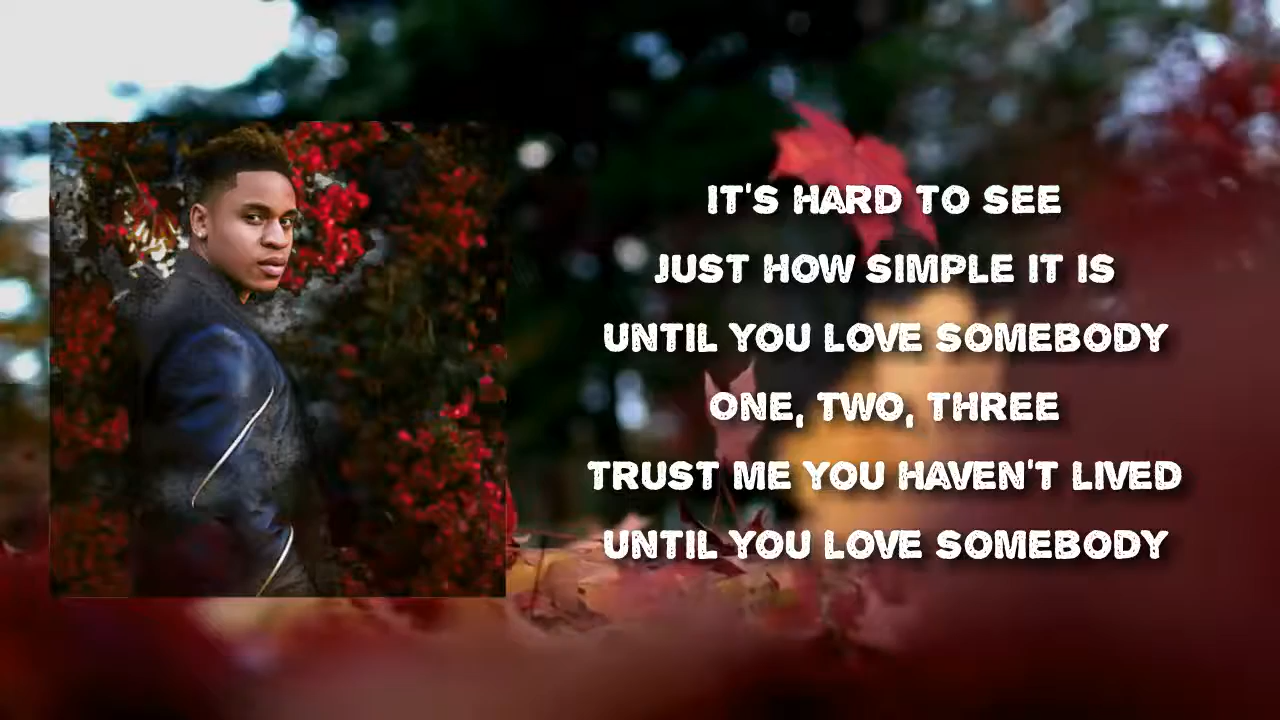 IT'S HARD TO SEE
JUST HOW SIMPLE IT IS
UNTIL YOU LOVE SOMEBODY
ONE, TWO, THREE
TRUST ME YOU HAVEN'T LIVED
UNTIL YOU LOVE SOMEBODY